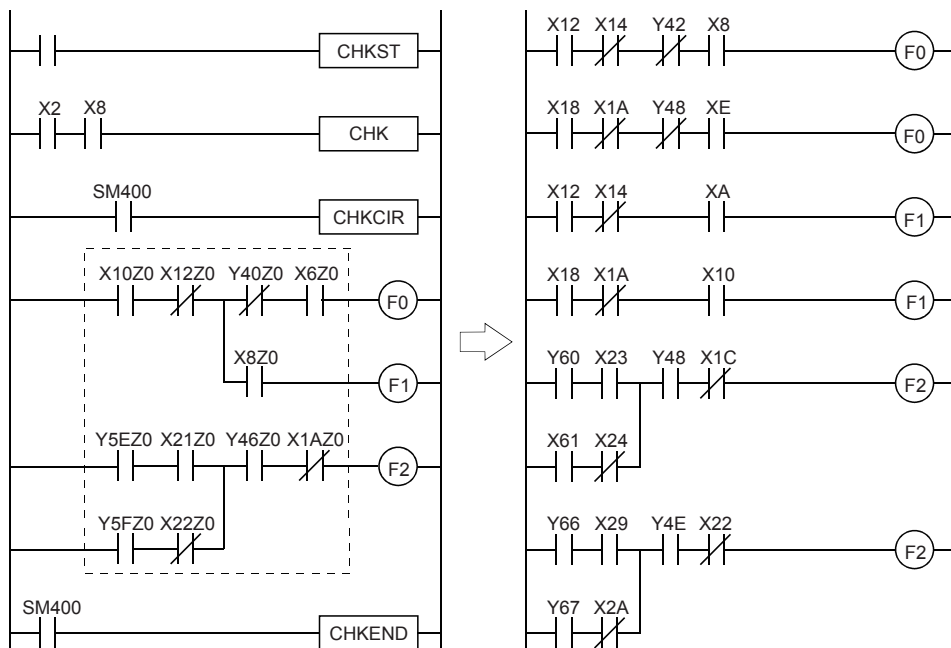 CHKST
X2 X8
CHK
SM400
CHKCIR
X10Z0 X12Z0 Y40Z0 X6Z0
F0
X8Z0
F1
Y5EZ0 X21Z0 Y46Z0 X1AZ0
F2
Y5FZ0 X22Z0
SM400
CHKEND
X12 X14 Y42 X8
F0
X18 X1A Y48 XE
F0
X12 X14 XA
F1
X18 X1A X10
F1
Y60 X23 Y48 X1C
F2
X61 X24
Y66 X29 Y4E X22
F2
Y67 X2A